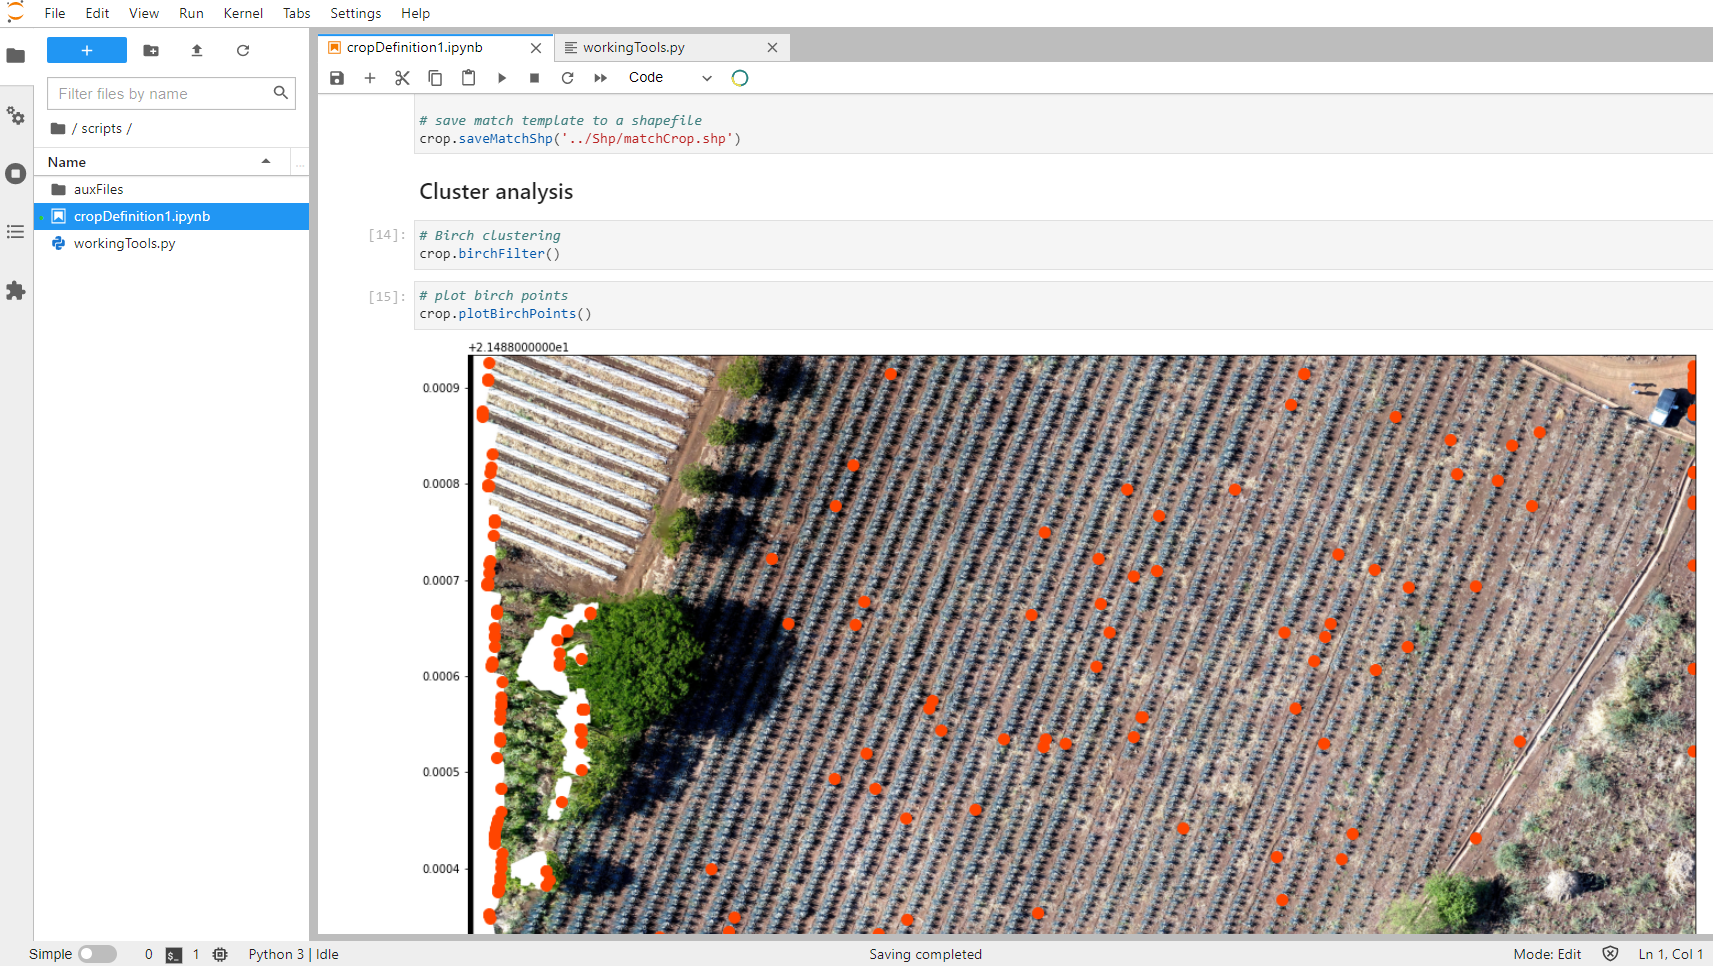 File Edit View Run Kernel Tabs Settings Help
cropDefinition1.ipynb
workingTools.py
Code
Filter files by name
/ scripts /
Name
...
auxFiles
cropDefinition1.ipynb
workingTools.py
# save match template to a shapefile
crop.saveMatchShp('../Shp/matchCrop.shp')
Cluster analysis
[14]:
# Birch clustering
crop.birchFilter()
[15]:
# plot birch points
crop.plotBirchPoints()
+2.1488000000e1
0.0009
0.0008
0.0007
0.0006
0.0005
0.0004
Simple 0 $_ 1 Python 3 | Idle Saving completed Mode: Edit Ln 1, Col 1